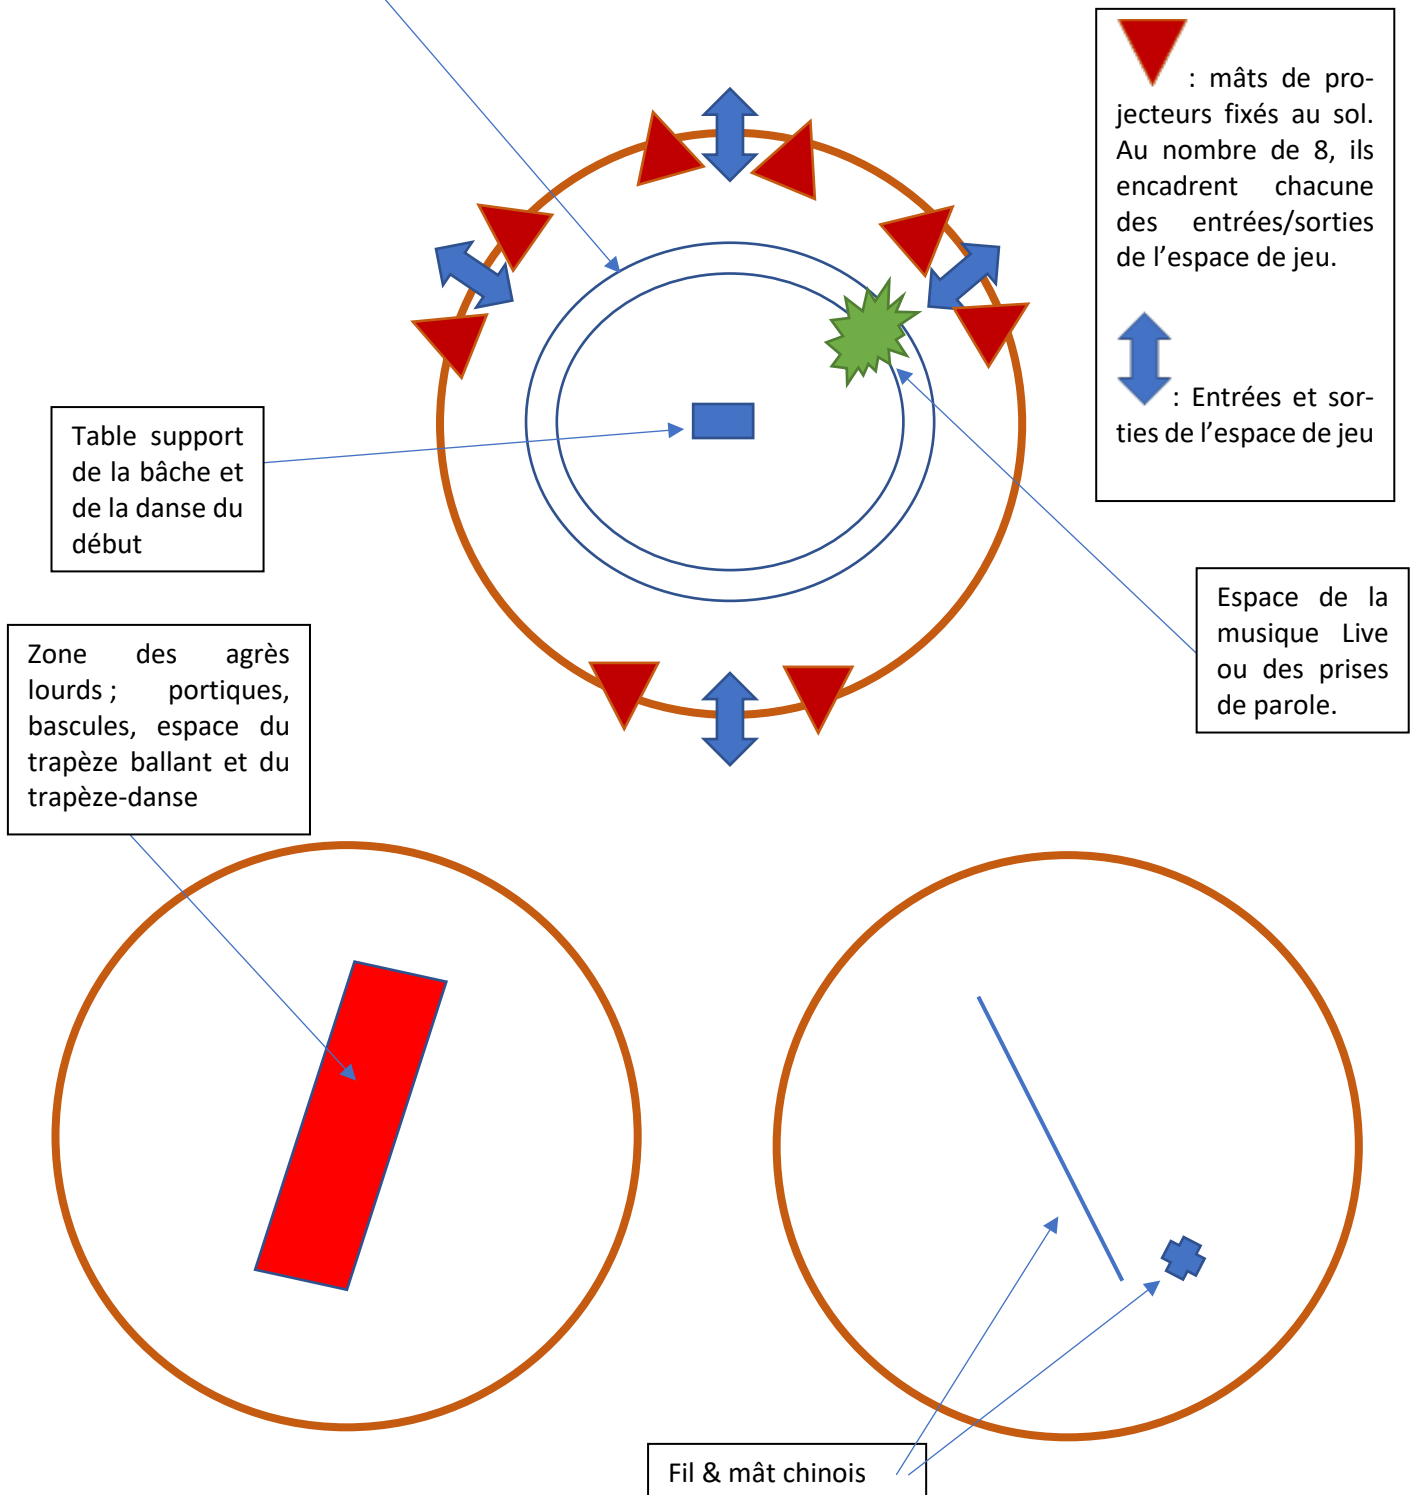 : mâts de pro-
jecteurs fixés au sol.
Au nombre de 8, ils
encadrent chacune
des entrées/sorties
de l’espace de jeu.
: Entrées et sor-
ties de l’espace de jeu
Table support
de la bâche et
de la danse du
début
Espace de la
musique Live
ou des prises
de parole.
Zone des agrès
lourds ; portiques,
bascules, espace du
trapèze ballant et du
trapèze-danse
Fil & mât chinois